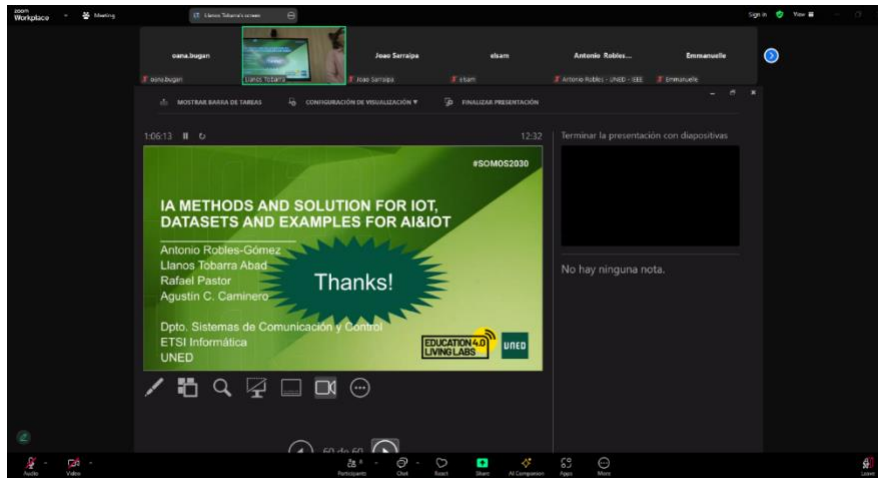 zoom
Workplace
Meeting
Llanos Tobarra's screen
Sign in
View
oana.bugan
Joao Sarraipa
elsam
Antonio Robles...
Emmanuelle
oana.bugan
Llanos Tobarra
Joao Sarraipa
elsam
Antonio Robles - UNED - IEEE
Emmanuelle
MOSTRAR BARRA DE TAREAS
CONFIGURACIÓN DE VISUALIZACIÓN
FINALIZAR PRESENTACIÓN
1:06:13
12:32
Terminar la presentación con diapositivas
#SOMOS2030
IA METHODS AND SOLUTION FOR IOT,
DATASETS AND EXAMPLES FOR AI&IOT
Antonio Robles-Gómez
Llanos Tobarra Abad
Rafael Pastor
Agustín C. Caminero
Thanks!
Dpto. Sistemas de Comunicación y Control
ETSI Informática
UNED
EDUCATION 4.0
LIVING LABS
UNED
No hay ninguna nota.
60 de 60
Audio
Video
Participants
Chat
React
Share
AI Companion
Apps
More
Leave